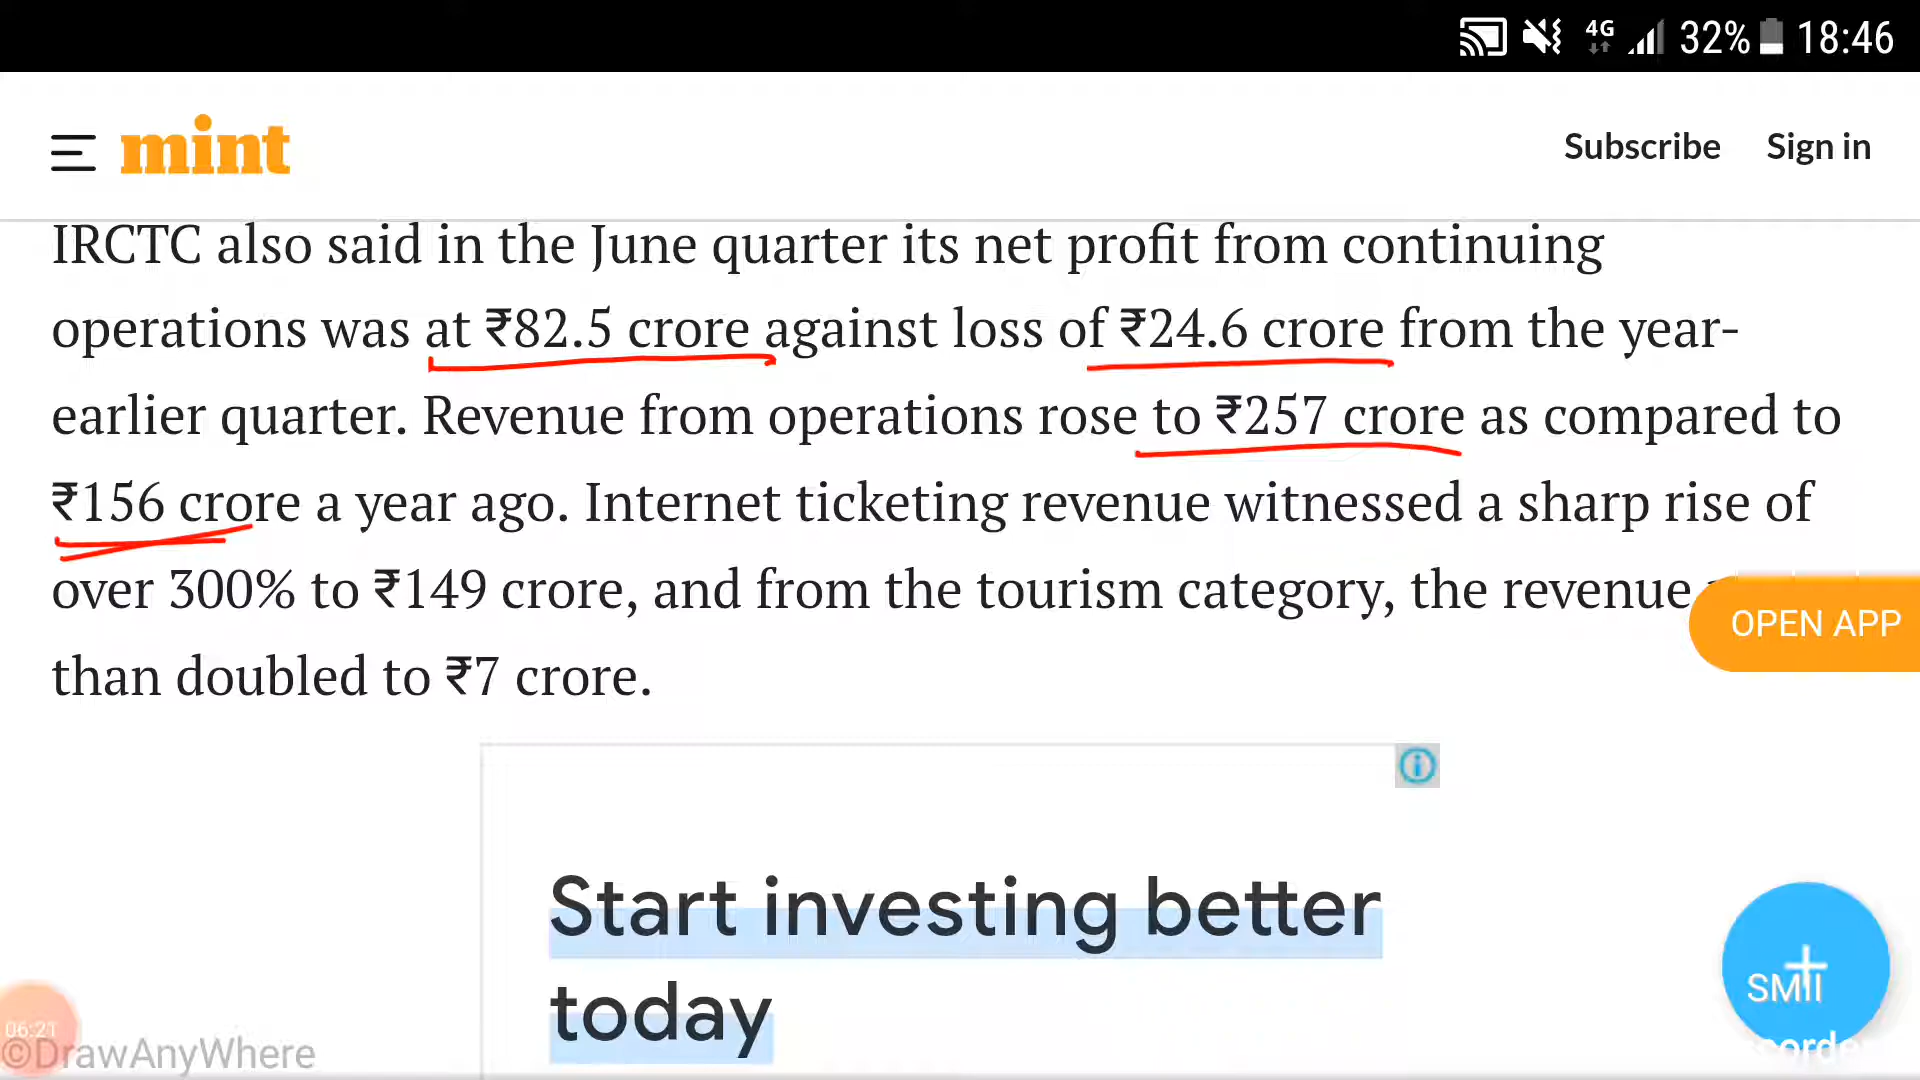 4G 32% 18:46
mint Subscribe Sign in
IRCTC also said in the June quarter its net profit from continuing
operations was at ₹82.5 crore against loss of ₹24.6 crore from the year-
earlier quarter. Revenue from operations rose to ₹257 crore as compared to
₹156 crore a year ago. Internet ticketing revenue witnessed a sharp rise of
over 300% to ₹149 crore, and from the tourism category, the revenue
OPEN APP
than doubled to ₹7 crore.
Start investing better
today
06:21
©DrawAnyWhere